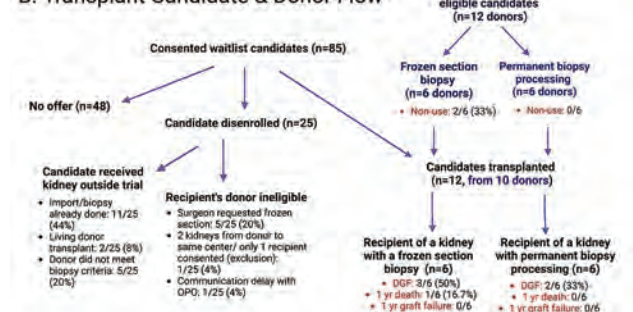 B. Transplant Candidate & Donor Flow
eligible candidates
(n=12 donors)
Consented waitlist candidates (n=85)
Frozen section
biopsy
(n=6 donors)
• Non-use: 2/6 (33%)
Permanent biopsy
processing
(n=6 donors)
• Non-use: 0/6
No offer (n=48)
Candidate disenrolled (n=25)
Candidates transplanted
(n=12, from 10 donors)
Candidate received
kidney outside trial
• Import/biopsy
already done: 11/25
(44%)
• Living donor
transplant: 2/25 (8%)
• Donor did not meet
biopsy criteria: 5/25
(20%)
Recipient's donor ineligible
• Surgeon requested frozen
section: 5/25 (20%)
• 2 kidneys from donor to
same center/ only 1 recipient
consented (exclusion):
1/25 (4%)
• Communication delay with
OPO: 1/25 (4%)
Recipient of a kidney
with a frozen section
biopsy (n=6)
• DGF: 3/6 (50%)
• 1 yr death: 1/6 (16.7%)
• 1 yr graft failure: 0/6
Recipient of a kidney
with permanent biopsy
processing (n=6)
• DGF: 2/6 (33%)
• 1 yr death: 0/6
• 1 yr graft failure: 0/6